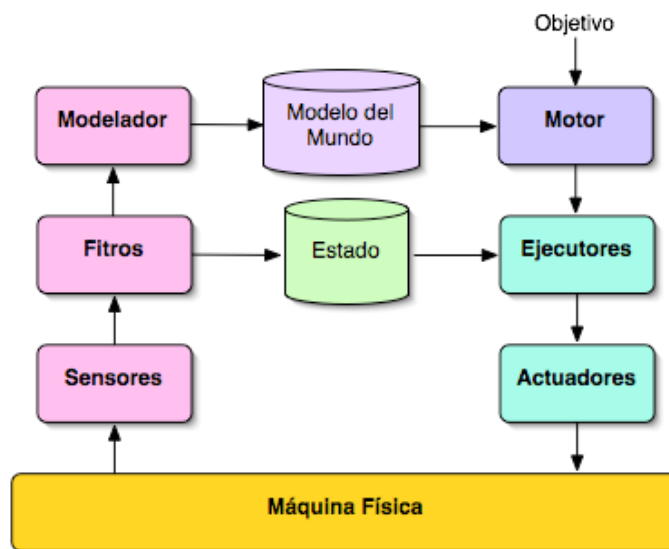 Objetivo
Modelador
Modelo del
Mundo
Motor
Fitros
Estado
Ejecutores
Sensores
Actuadores
Máquina Física